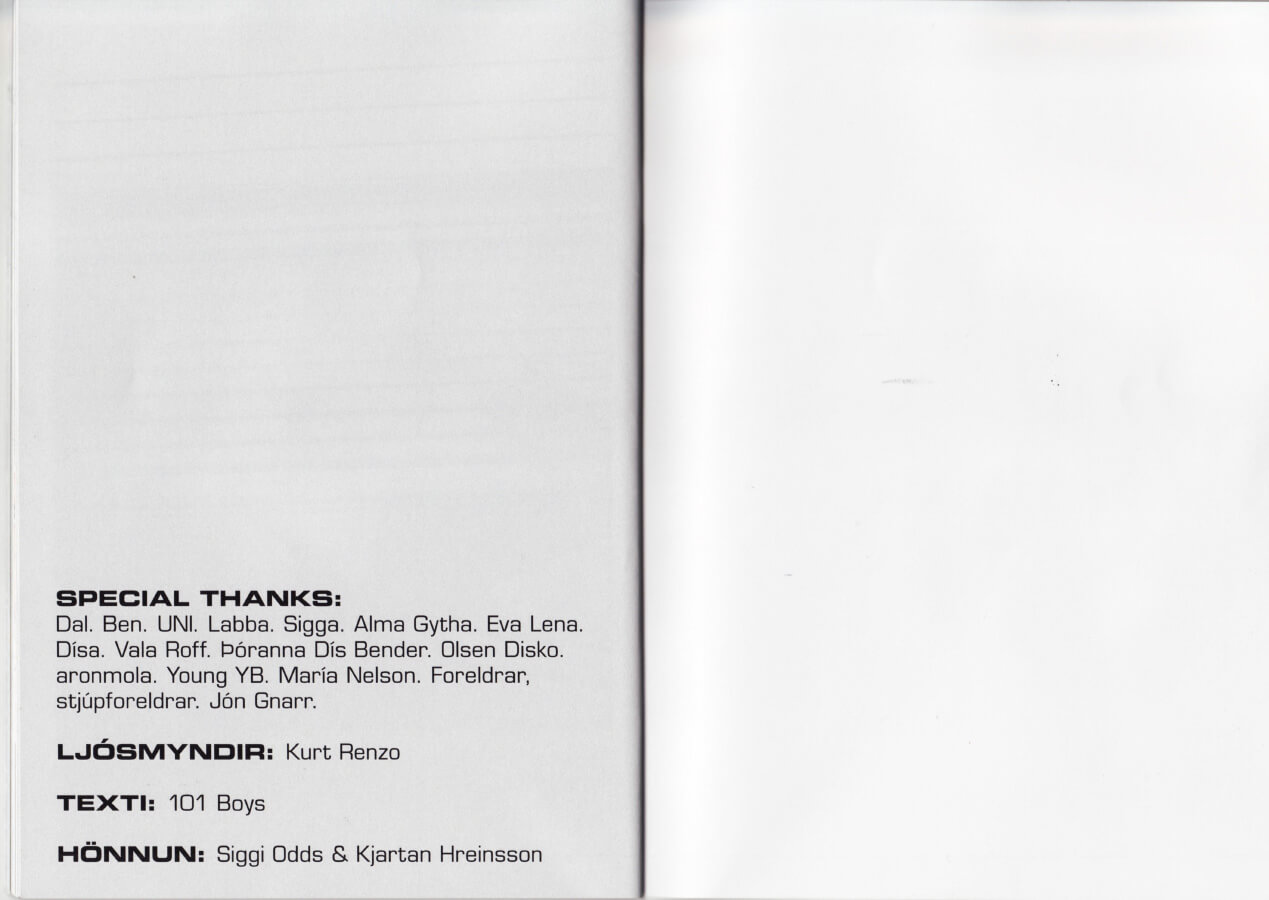 SPECIAL THANKS:
Dal. Ben. UNI. Labba. Sigga. Alma Gytha. Eva Lena.
Dísa. Vala Roff. Þóranna Dís Bender. Olsen Disko.
aronmola. Young YB. María Nelson. Foreldrar,
stjúpforeldrar. Jón Gnarr.
LJÓSMYNDIR: Kurt Renzo
TEXTI: 101 Boys
HÖNNUN: Siggi Odds & Kjartan Hreinsson